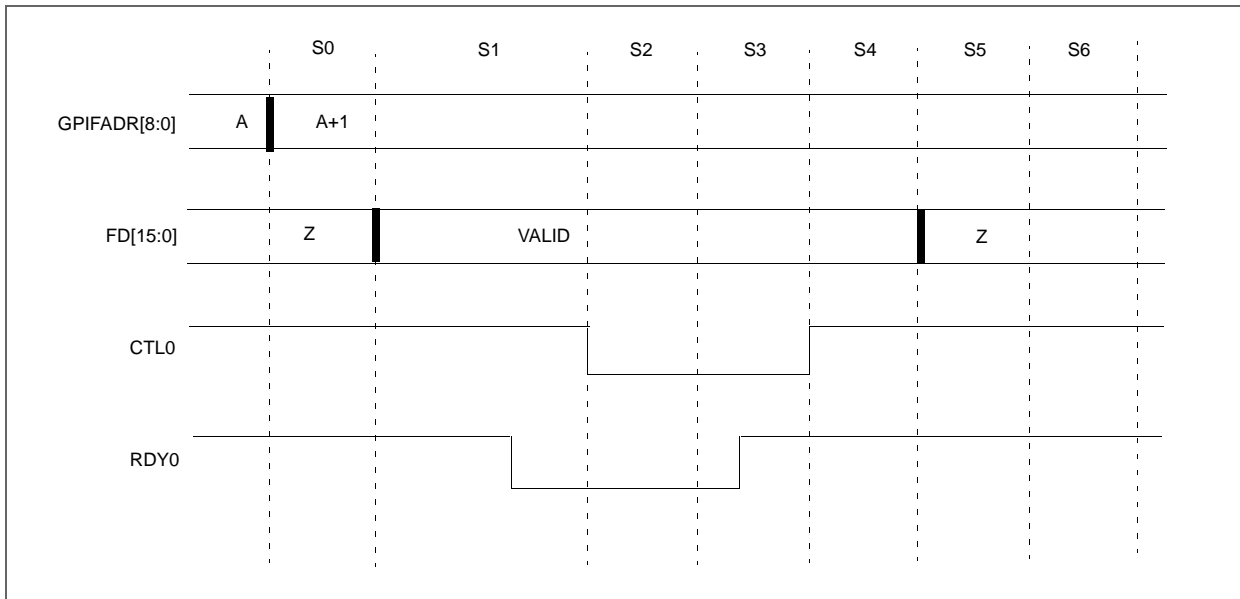 S0 S1 S2 S3 S4 S5 S6
GPIFADR[8:0] A A+1
FD[15:0] Z VALID Z
CTL0
RDY0